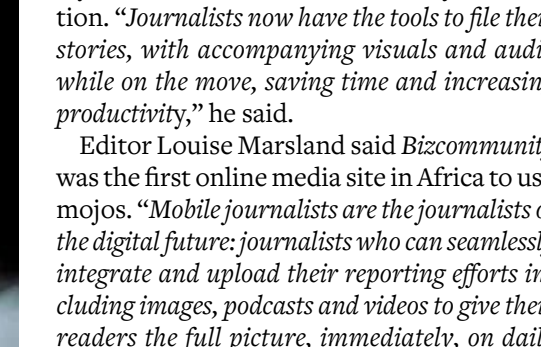 tion. “Journalists now have the tools to file thei
stories, with accompanying visuals and audi
while on the move, saving time and increasin
productivity,” he said.
Editor Louise Marsland said Bizcommunit
was the first online media site in Africa to us
mojos. “Mobile journalists are the journalists o
the digital future: journalists who can seamlessl
integrate and upload their reporting efforts in
cluding images, podcasts and videos to give thei
readers the full picture, immediately, on dail